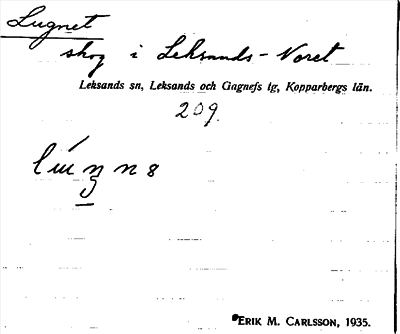 Lugnet
skog i Leksands-Noret
Leksands sn, Leksands och Gagnefs tg, Kopparbergs län.
209.
ERIK M. CARLSSON, 1935.